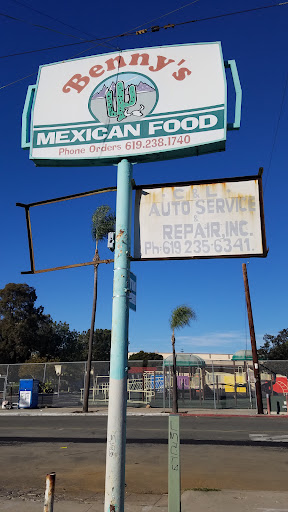 Benny's
MEXICAN FOOD
Phone Orders 619.238.1740
AUTO SERVICE
REPAIR, INC.
Ph·619 235-6341